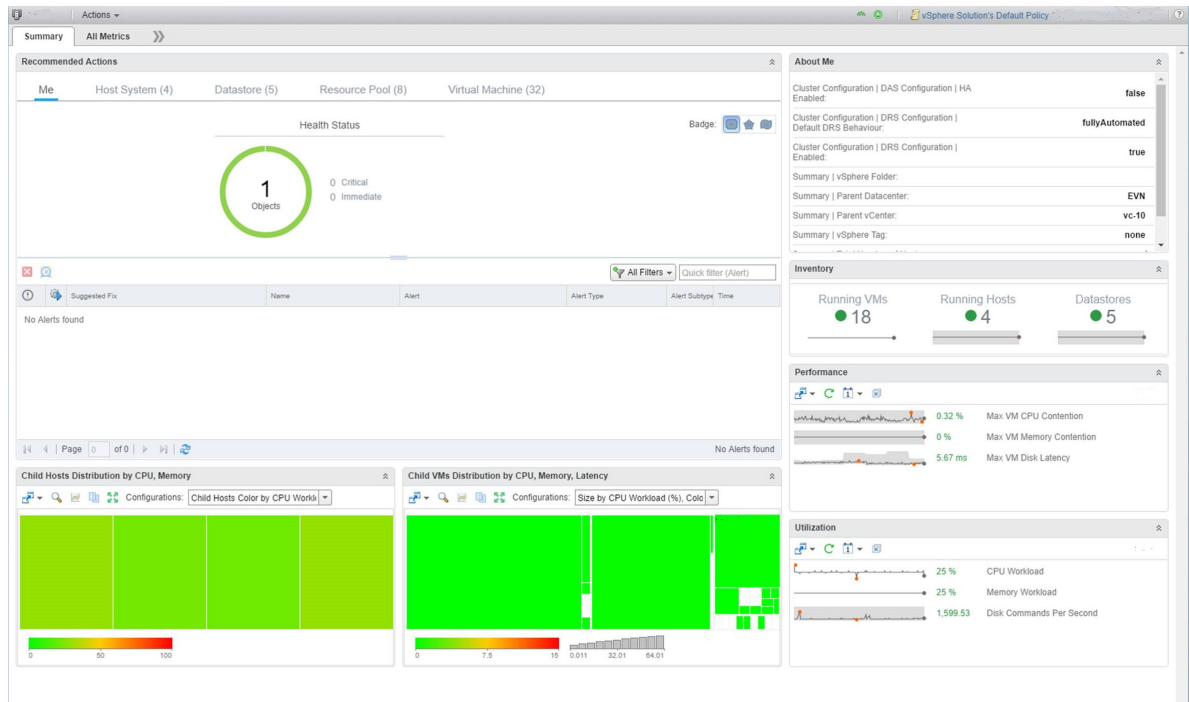 Actions
vSphere Solution's Default Policy
Summary
All Metrics
Recommended Actions
Me
Host System (4)
Datastore (5)
Resource Pool (8)
Virtual Machine (32)
Health Status
Badge:
1
Objects
0 Critical
0 Immediate
All Filters
Quick filter (Alert)
Suggested Fix
Name
Alert
Alert Type
Alert Subtype
Time
No Alerts found
Page 0 of 0
No Alerts found
Child Hosts Distribution by CPU, Memory
Configurations: Child Hosts Color by CPU Workl
0 50 100
Child VMs Distribution by CPU, Memory, Latency
Configurations: Size by CPU Workload (%), Colo
0 7.5 15
0.011 32.01 64.01
About Me
Cluster Configuration | DAS Configuration | HA
Enabled:
false
Cluster Configuration | DRS Configuration |
Default DRS Behaviour:
fullyAutomated
Cluster Configuration | DRS Configuration |
Enabled:
true
Summary | vSphere Folder:
Summary | Parent Datacenter: EVN
Summary | Parent vCenter: vc-10
Summary | vSphere Tag: none
Inventory
Running VMs
18
Running Hosts
4
Datastores
5
Performance
1
0.32 % Max VM CPU Contention
0 % Max VM Memory Contention
5.67 ms Max VM Disk Latency
Utilization
1
25 % CPU Workload
25 % Memory Workload
1,599.53 Disk Commands Per Second